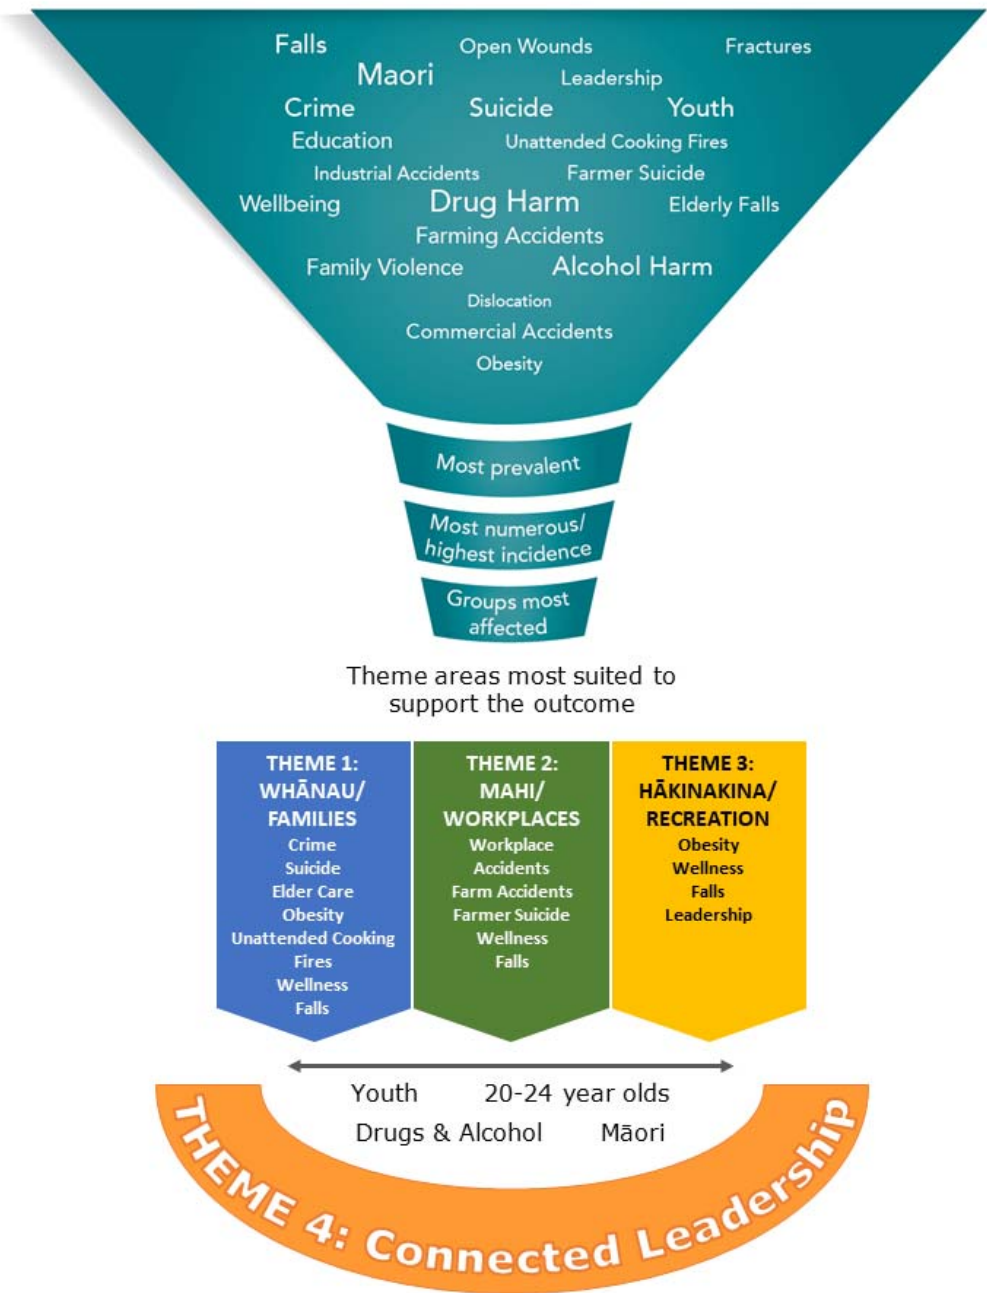 Falls Open Wounds Fractures
Maori Leadership
Crime Suicide Youth
Education Unattended Cooking Fires
Industrial Accidents Farmer Suicide
Wellbeing Drug Harm Elderly Falls
Farming Accidents
Family Violence Alcohol Harm
Dislocation
Commercial Accidents
Obesity
Most prevalent
Most numerous/
highest incidence
Groups most
affected
Theme areas most suited to
support the outcome
THEME 1:
WHĀNAU/
FAMILIES
Crime
Suicide
Elder Care
Obesity
Unattended Cooking
Fires
Wellness
Falls
THEME 2:
MAHI/
WORKPLACES
Workplace
Accidents
Farm Accidents
Farmer Suicide
Wellness
Falls
THEME 3:
HĀKINAKINA/
RECREATION
Obesity
Wellness
Falls
Leadership
Youth 20-24 year olds
Drugs & Alcohol Māori
THEME 4: Connected Leadership